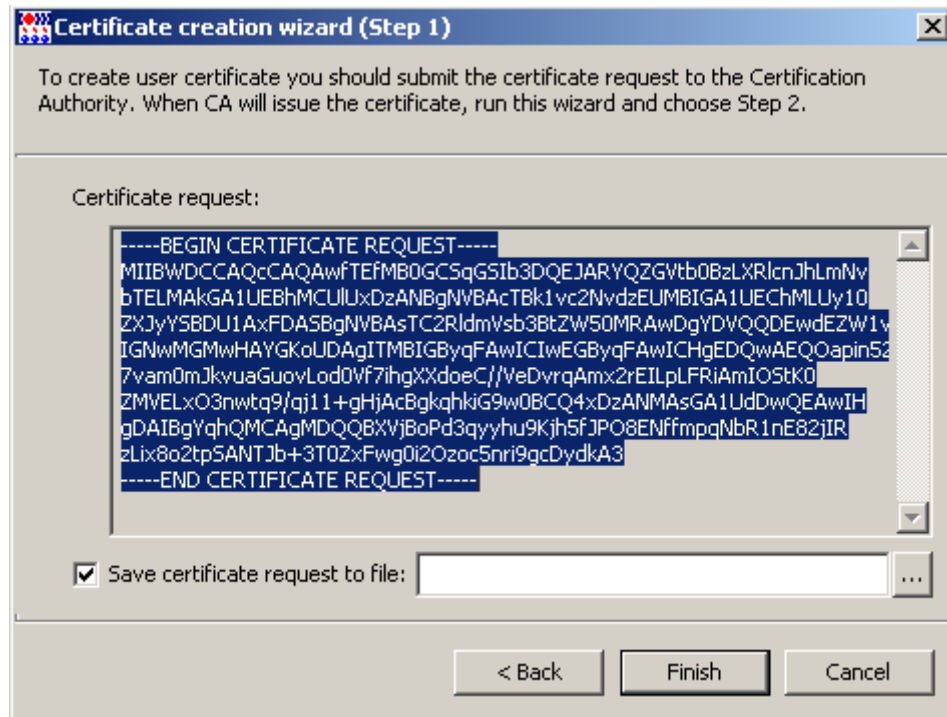 Certificate creation wizard (Step 1)
To create user certificate you should submit the certificate request to the Certification
Authority. When CA will issue the certificate, run this wizard and choose Step 2.
Certificate request:
-----BEGIN CERTIFICATE REQUEST-----
MIIBWDCCAQcCAQAwfTEfMB0GCSqGSIb3DQEJARYQZGVtb0BzLXRlcnJhLmNv
bTELMAkGA1UEBhMCUlUxDzANBgNVBAcTBk1vc2NvdzEUMBIGA1UEChMLUy10
ZXJyYSBDU1AxFDASBgNVBAsTC2RldmVsb3BtZW50MRAwDgYDVQQDEwdEZW1v
IGNwMGMwHAYGKoUDAgITMBIGByqFAwICIwEGByqFAwICHgEDQwAEQOapin52
7vam0mJkvuaGuovLod0Vf7ihgXXdoeC//VeDvrqAmx2rEILpLFRiAmIOStK0
ZMVELxO3nwtq9/qj11+gHjAcBgkqhkiG9w0BCQ4xDzANMAsGA1UdDwQEAwIH
gDAIBgYqhQMCAgMDQQBXVjBoPd3qyyhu9Kjh5fJPO8ENffmpqNbR1nE82jIR
zLix8o2tpSANTJb+3T0ZxFwg0i2Ozoc5nri9gcDydkA3
-----END CERTIFICATE REQUEST-----
Save certificate request to file:
...
< Back
Finish
Cancel